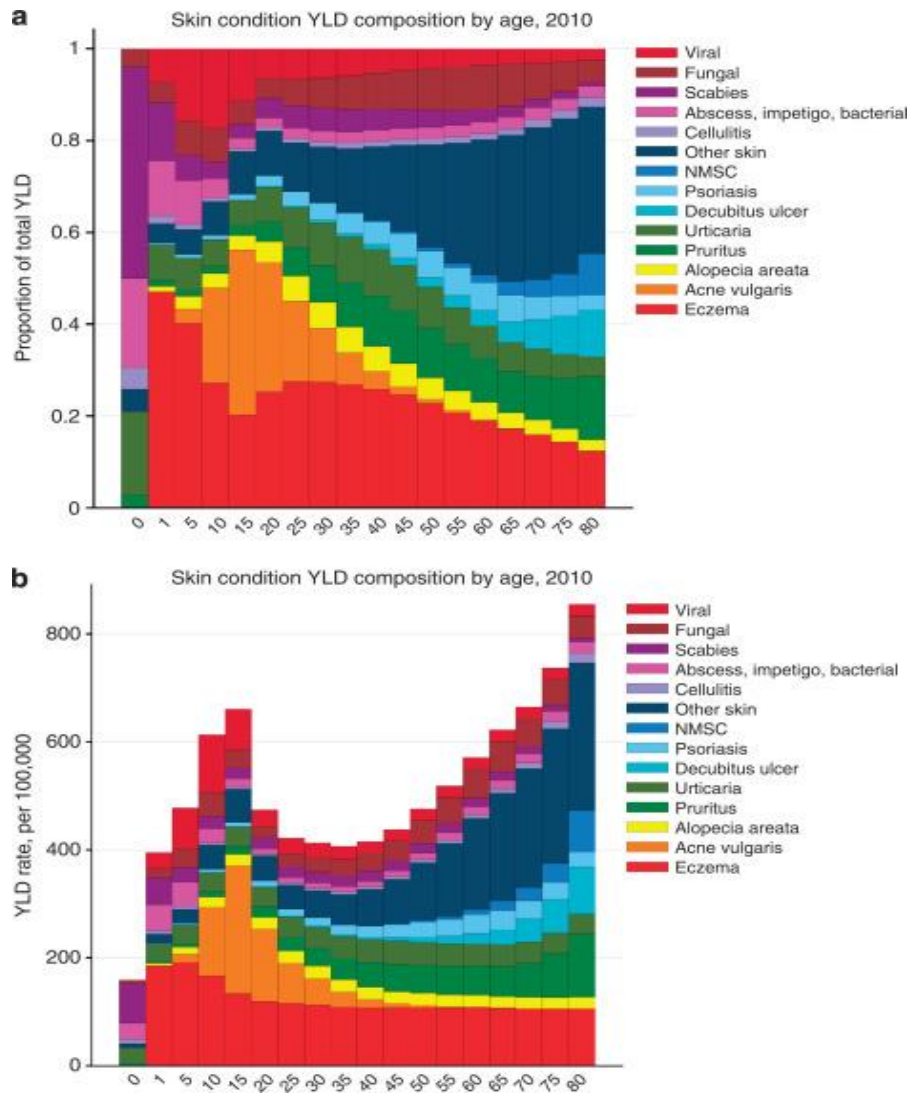 a
Skin condition YLD composition by age, 2010
Proportion of total YLD
1
0.8
0.6
0.4
0.2
0
0 1 5 10 15 20 25 30 35 40 45 50 55 60 65 70 75 80
Viral
Fungal
Scabies
Abscess, impetigo, bacterial
Cellulitis
Other skin
NMSC
Psoriasis
Decubitus ulcer
Urticaria
Pruritus
Alopecia areata
Acne vulgaris
Eczema
b
Skin condition YLD composition by age, 2010
YLD rate, per 100,000
800
600
400
200
0
0 1 5 10 15 20 25 30 35 40 45 50 55 60 65 70 75 80
Viral
Fungal
Scabies
Abscess, impetigo, bacterial
Cellulitis
Other skin
NMSC
Psoriasis
Decubitus ulcer
Urticaria
Pruritus
Alopecia areata
Acne vulgaris
Eczema